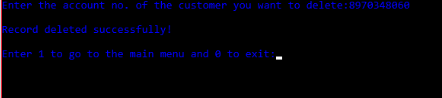 Enter the account no. of the customer you want to delete:0970348060
Record deleted successfully!
Enter 1 to go to the main menu and 0 to exit: